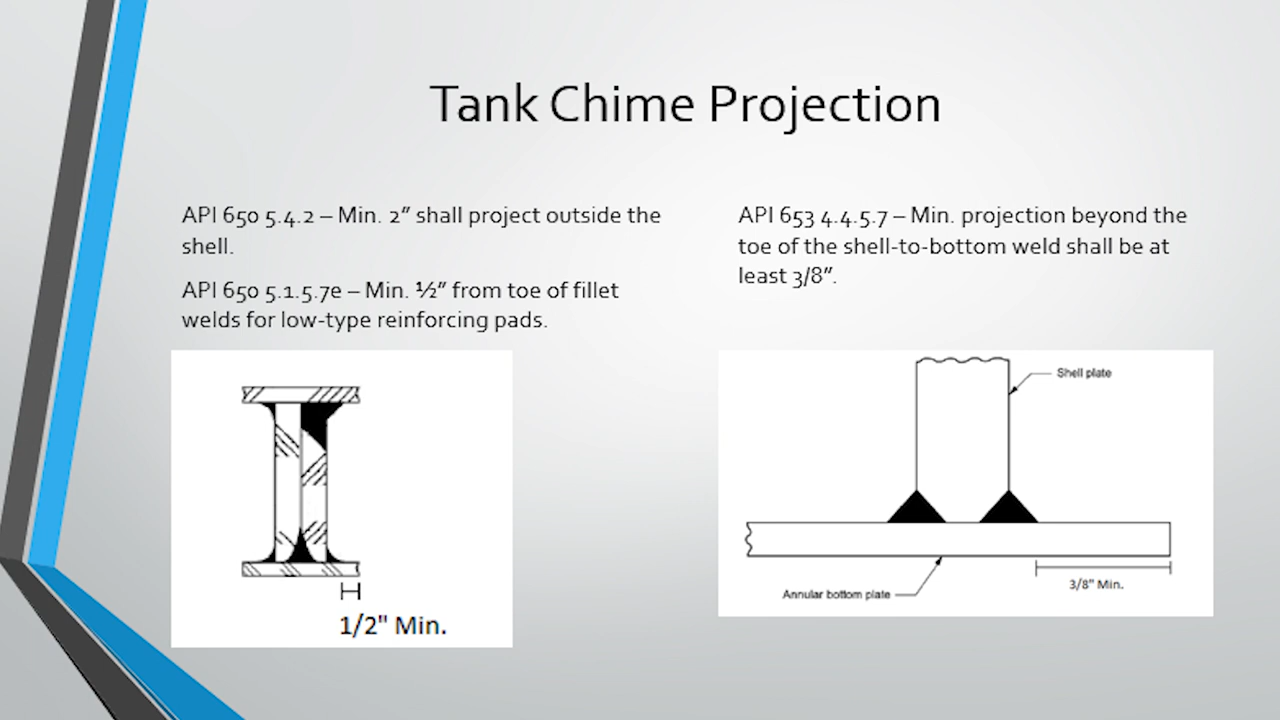 Tank Chime Projection
API 650 5.4.2 – Min. 2” shall project outside the
shell.
API 650 5.1.5.7e – Min. ½” from toe of fillet
welds for low-type reinforcing pads.
1/2" Min.
API 653 4.4.5.7 – Min. projection beyond the
toe of the shell-to-bottom weld shall be at
least 3/8”.
Shell plate
3/8" Min.
Annular bottom plate